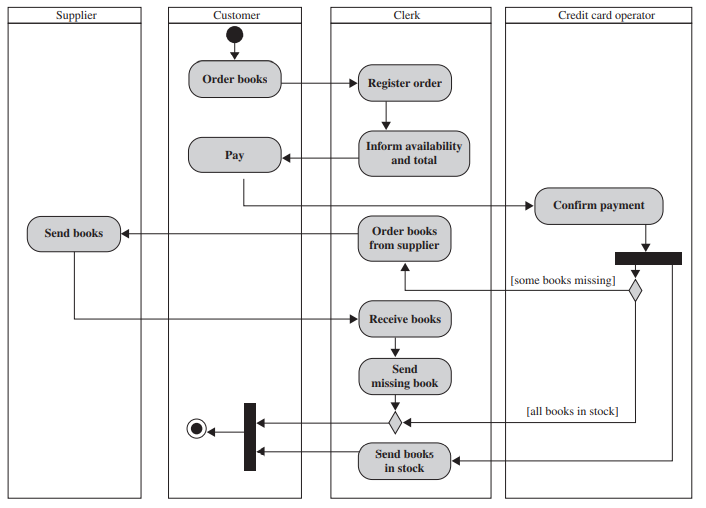 Supplier
Customer
Clerk
Credit card operator
Order books
Register order
Pay
Inform availability
and total
Confirm payment
Send books
Order books
from supplier
[some books missing]
Receive books
Send
missing book
[all books in stock]
Send books
in stock